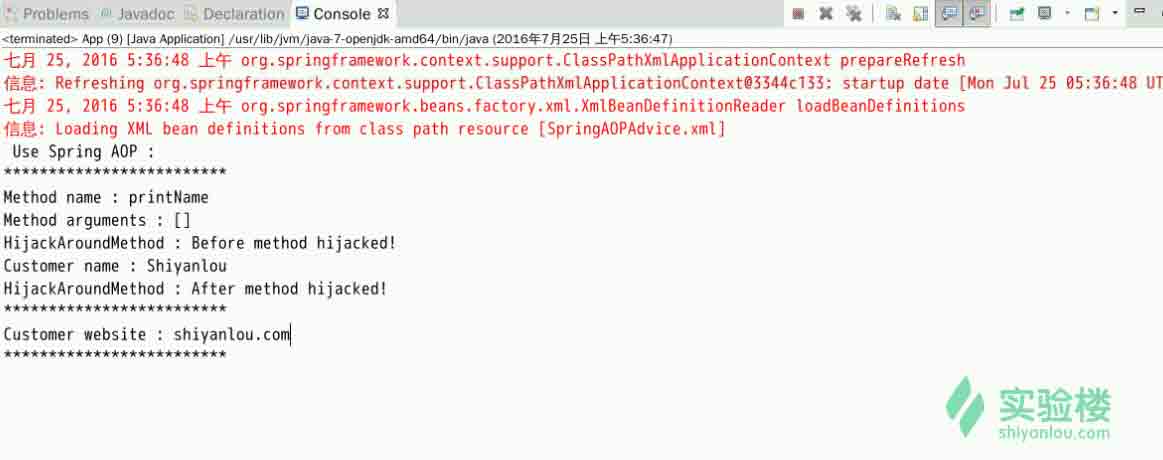 Problems Javadoc Declaration Console
<terminated> App (9) [Java Application] /usr/lib/jvm/java-7-openjdk-amd64/bin/java (2016年7月25日 上午5:36:47)
七月 25, 2016 5:36:48 上午 org.springframework.context.support.ClassPathXmlApplicationContext prepareRefresh
信息: Refreshing org.springframework.context.support.ClassPathXmlApplicationContext@3344c133: startup date [Mon Jul 25 05:36:48 UT
七月 25, 2016 5:36:48 上午 org.springframework.beans.factory.xml.XmlBeanDefinitionReader loadBeanDefinitions
信息: Loading XML bean definitions from class path resource [SpringAOPAdvice.xml]
Use Spring AOP :
*************************
Method name : printName
Method arguments : []
HijackAroundMethod : Before method hijacked!
Customer name : Shiyanlou
HijackAroundMethod : After method hijacked!
*************************
Customer website : shiyanlou.com
*************************
实验楼
shiyanlou.com